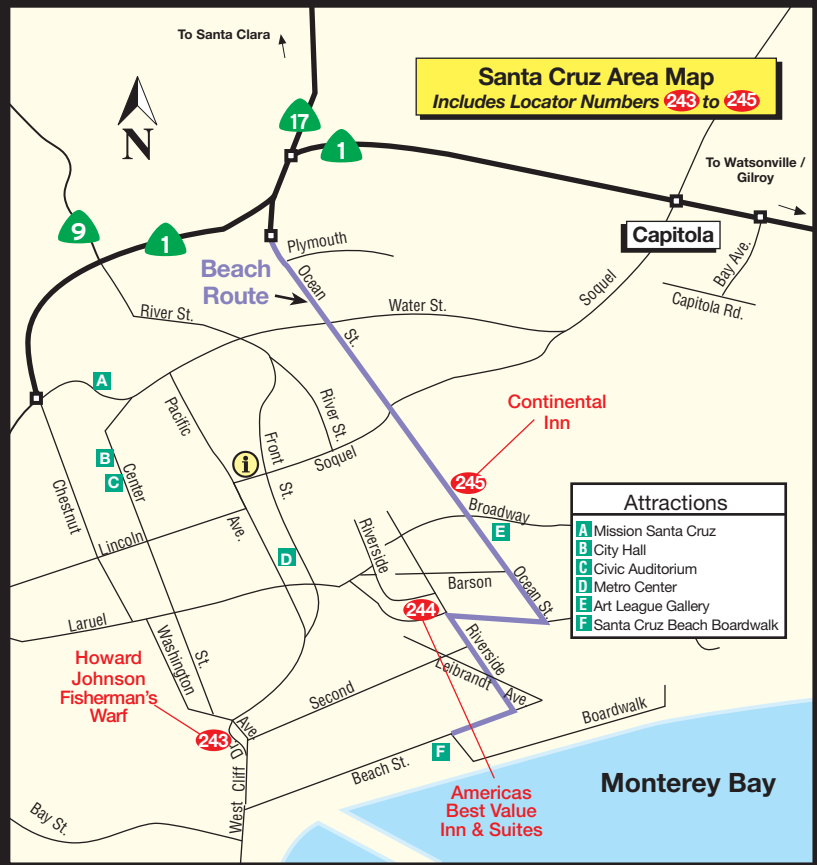 To Santa Clara
Santa Cruz Area Map
Includes Locator Numbers 243 to 245
N
17
1
To Watsonville /
Gilroy
9
1
Capitola
Plymouth
Beach
Route
Ocean
St.
Bay Ave.
Soquel
Capitola Rd.
River St.
Water St.
A
Pacific
Ave.
River St.
Continental
Inn
Front
St.
i
Soquel
B
C
Center
St.
Chestnut
245
Broadway
E
Attractions
A Mission Santa Cruz
B City Hall
C Civic Auditorium
D Metro Center
E Art League Gallery
F Santa Cruz Beach Boardwalk
Lincoln
D
Riverside
Barson
Ocean St.
244
Laruel
Washington
Ave.
Riverside
Ave
Leibrandt
Howard
Johnson
Fisherman's
Warf
Second
243
Boardwalk
F
Beach St.
West Cliff Dr.
Monterey Bay
Americas
Best Value
Inn & Suites
Bay St.